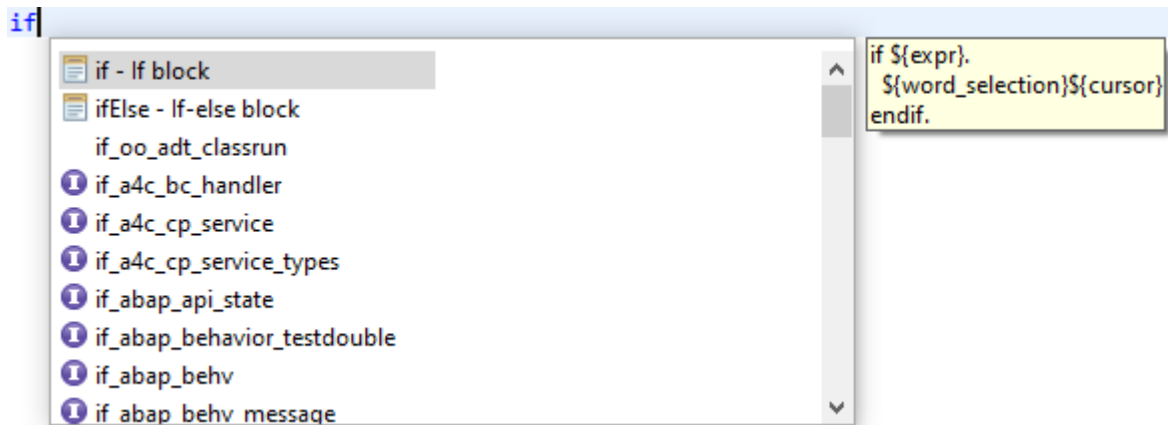 if
if - If block
ifElse - If-else block
if_oo_adt_classrun
if_a4c_bc_handler
if_a4c_cp_service
if_a4c_cp_service_types
if_abap_api_state
if_abap_behavior_testdouble
if_abap_behv
if_abap_behv_message
if ${expr}.
${word_selection}${cursor}
endif.